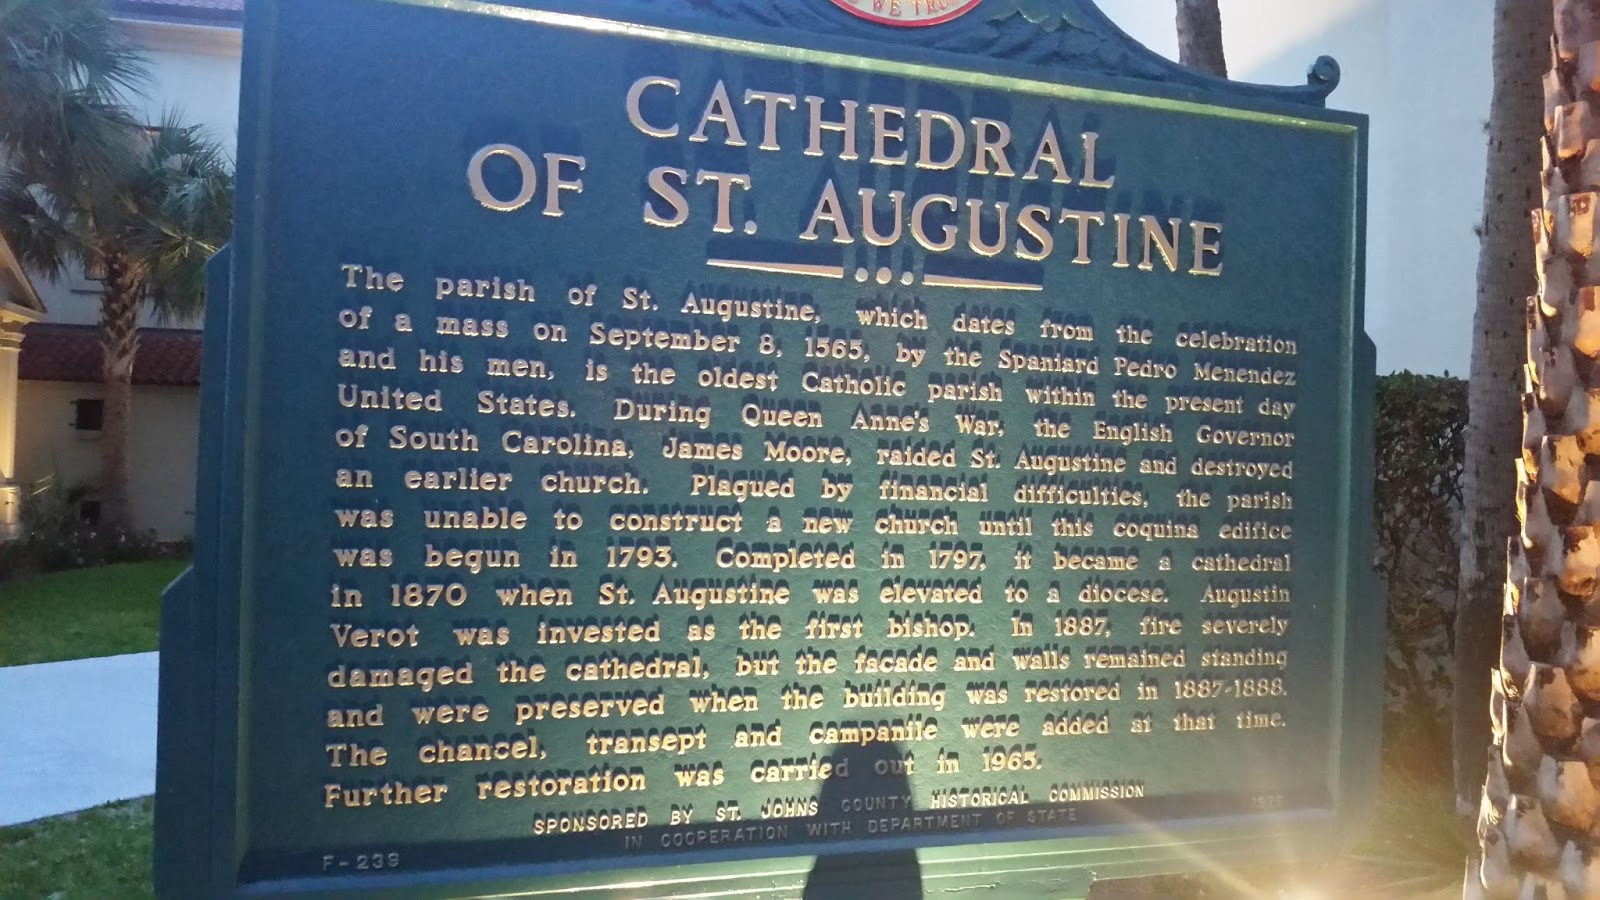 WE TRUST
CATHEDRAL
OF ST. AUGUSTINE
The parish of St. Augustine, which dates from the celebration
of a mass on September 8, 1565, by the Spaniard Pedro Menendez
and his men, is the oldest Catholic parish within the present day
United States. During Queen Anne's War, the English Governor
of South Carolina, James Moore, raided St. Augustine and destroyed
an earlier church. Plagued by financial difficulties, the parish
was unable to construct a new church until this coquina edifice
was begun in 1793. Completed in 1797, it became a cathedral
in 1870 when St. Augustine was elevated to a diocese. Augustin
Verot was invested as the first bishop. In 1887, fire severely
damaged the cathedral, but the facade and walls remained standing
and were preserved when the building was restored in 1887-1888.
The chancel, transept and campanile were added at that time.
Further restoration was carried out in 1965.
SPONSORED BY ST. JOHNS COUNTY HISTORICAL COMMISSION
IN COOPERATION WITH DEPARTMENT OF STATE
F-239